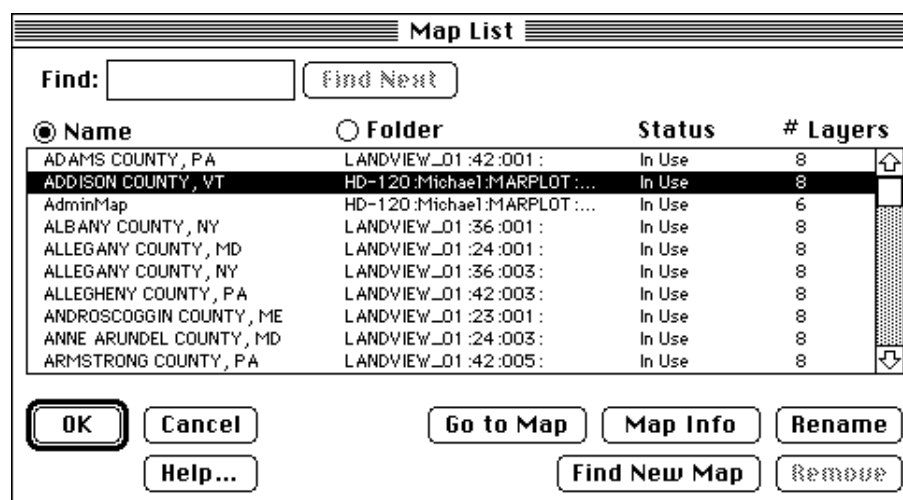 Map List
Find: Find Next
Name Folder Status # Layers
ADAMS COUNTY, PA LANDVIEW_01:42:001: In Use 8
ADDISON COUNTY, VT HD-120:Michael:MARPLOT:... In Use 8
AdminMap HD-120:Michael:MARPLOT:... In Use 6
ALBANY COUNTY, NY LANDVIEW_01:36:001: In Use 8
ALLEGANY COUNTY, MD LANDVIEW_01:24:001: In Use 8
ALLEGANY COUNTY, NY LANDVIEW_01:36:003: In Use 8
ALLEGHENY COUNTY, PA LANDVIEW_01:42:003: In Use 8
ANDROSCOGGIN COUNTY, ME LANDVIEW_01:23:001: In Use 8
ANNE ARUNDEL COUNTY, MD LANDVIEW_01:24:003: In Use 8
ARMSTRONG COUNTY, PA LANDVIEW_01:42:005: In Use 8
OK Cancel Go to Map Map Info Rename
Help... Find New Map Remove